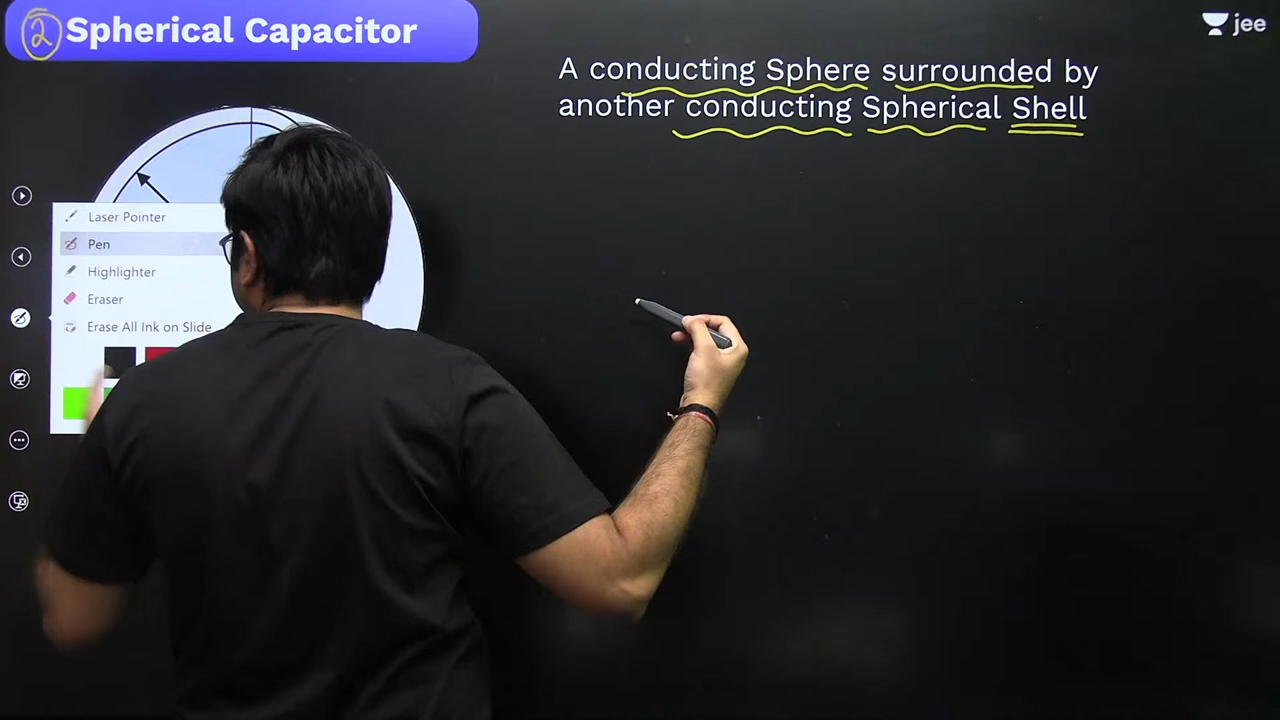 2 Spherical Capacitor
jee
A conducting Sphere surrounded by
another conducting Spherical Shell
Laser Pointer
Pen
Highlighter
Eraser
Erase All Ink on Slide